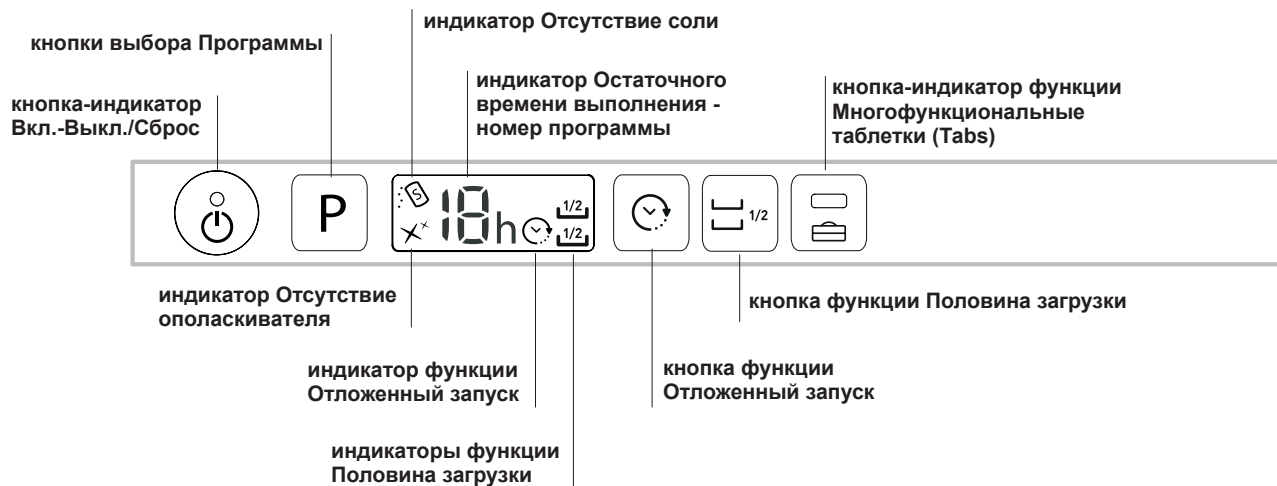 индикатор Отсутствие соли
кнопки выбора Программы
индикатор Остаточного
времени выполнения -
номер программы
кнопка-индикатор функции
Многофункциональные
таблетки (Tabs)
кнопка-индикатор
Вкл.-Выкл./Сброс
P
S
18h
1/2
1/2
1/2
индикатор Отсутствие
ополаскивателя
кнопка функции Половина загрузки
индикатор функции
Отложенный запуск
кнопка функции
Отложенный запуск
индикаторы функции
Половина загрузки